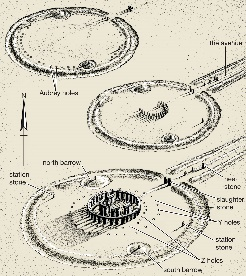 the avenue
Aubrey holes
N
north barrow
station
stone
heel
stone
slaughter
stone
Y holes
station
stone
Z holes
south barrow